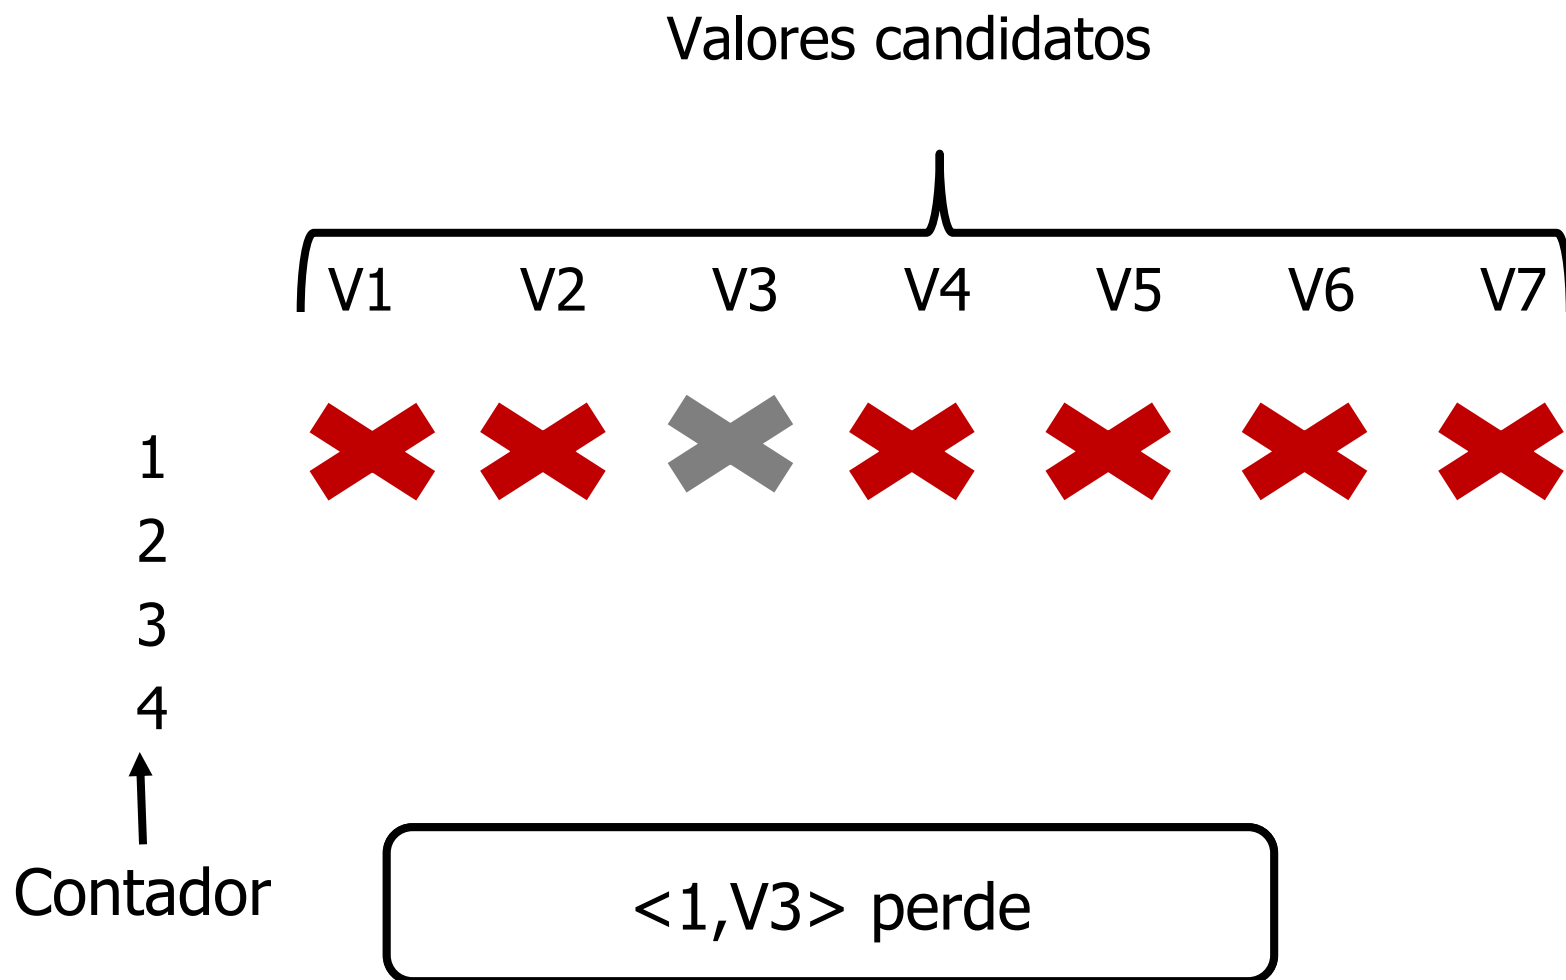 Valores candidatos
V1 V2 V3 V4 V5 V6 V7
1
2
3
4
Contador
<1,V3> perde